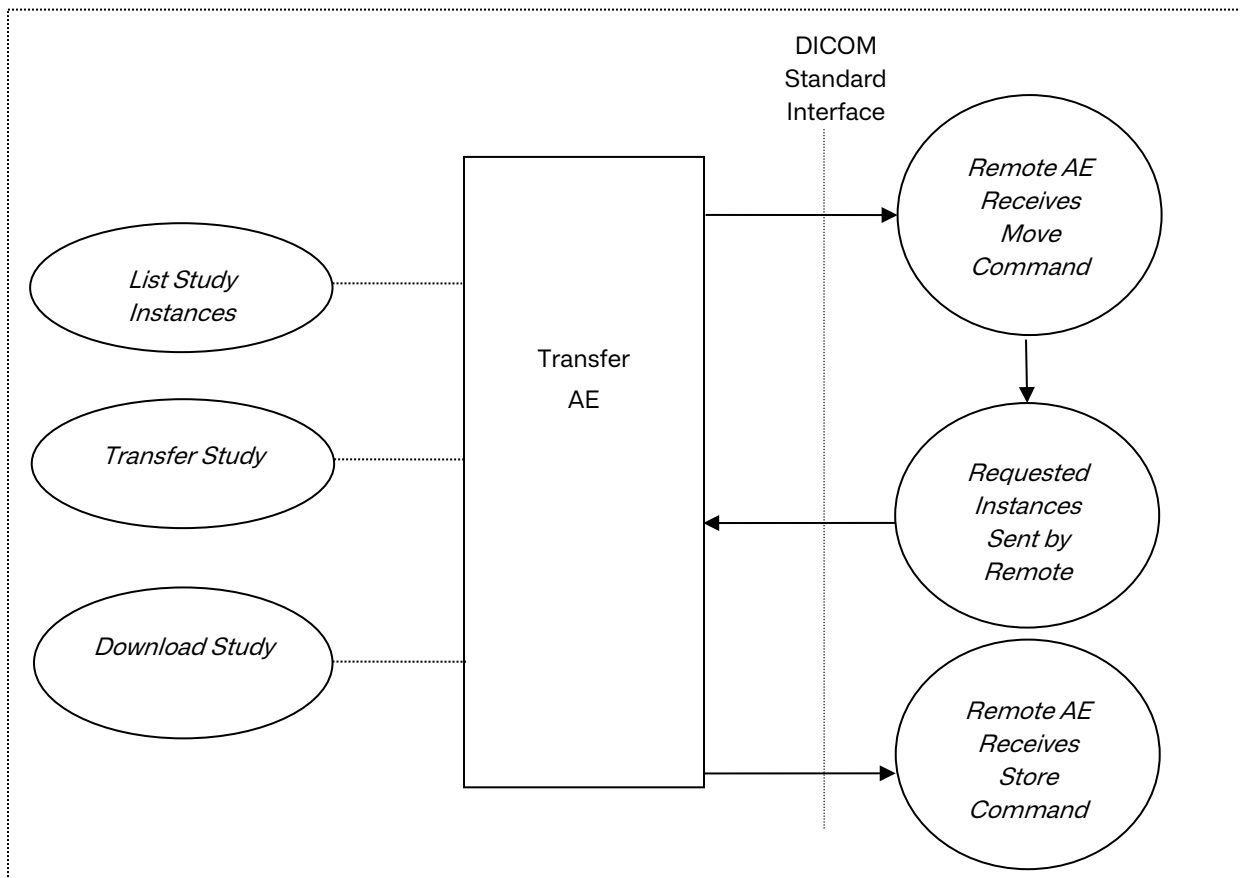 DICOM
Standard
Interface
Remote AE
Receives
Move
Command
List Study
Instances
Transfer
AE
Transfer Study
Requested
Instances
Sent by
Remote
Download Study
Remote AE
Receives
Store
Command